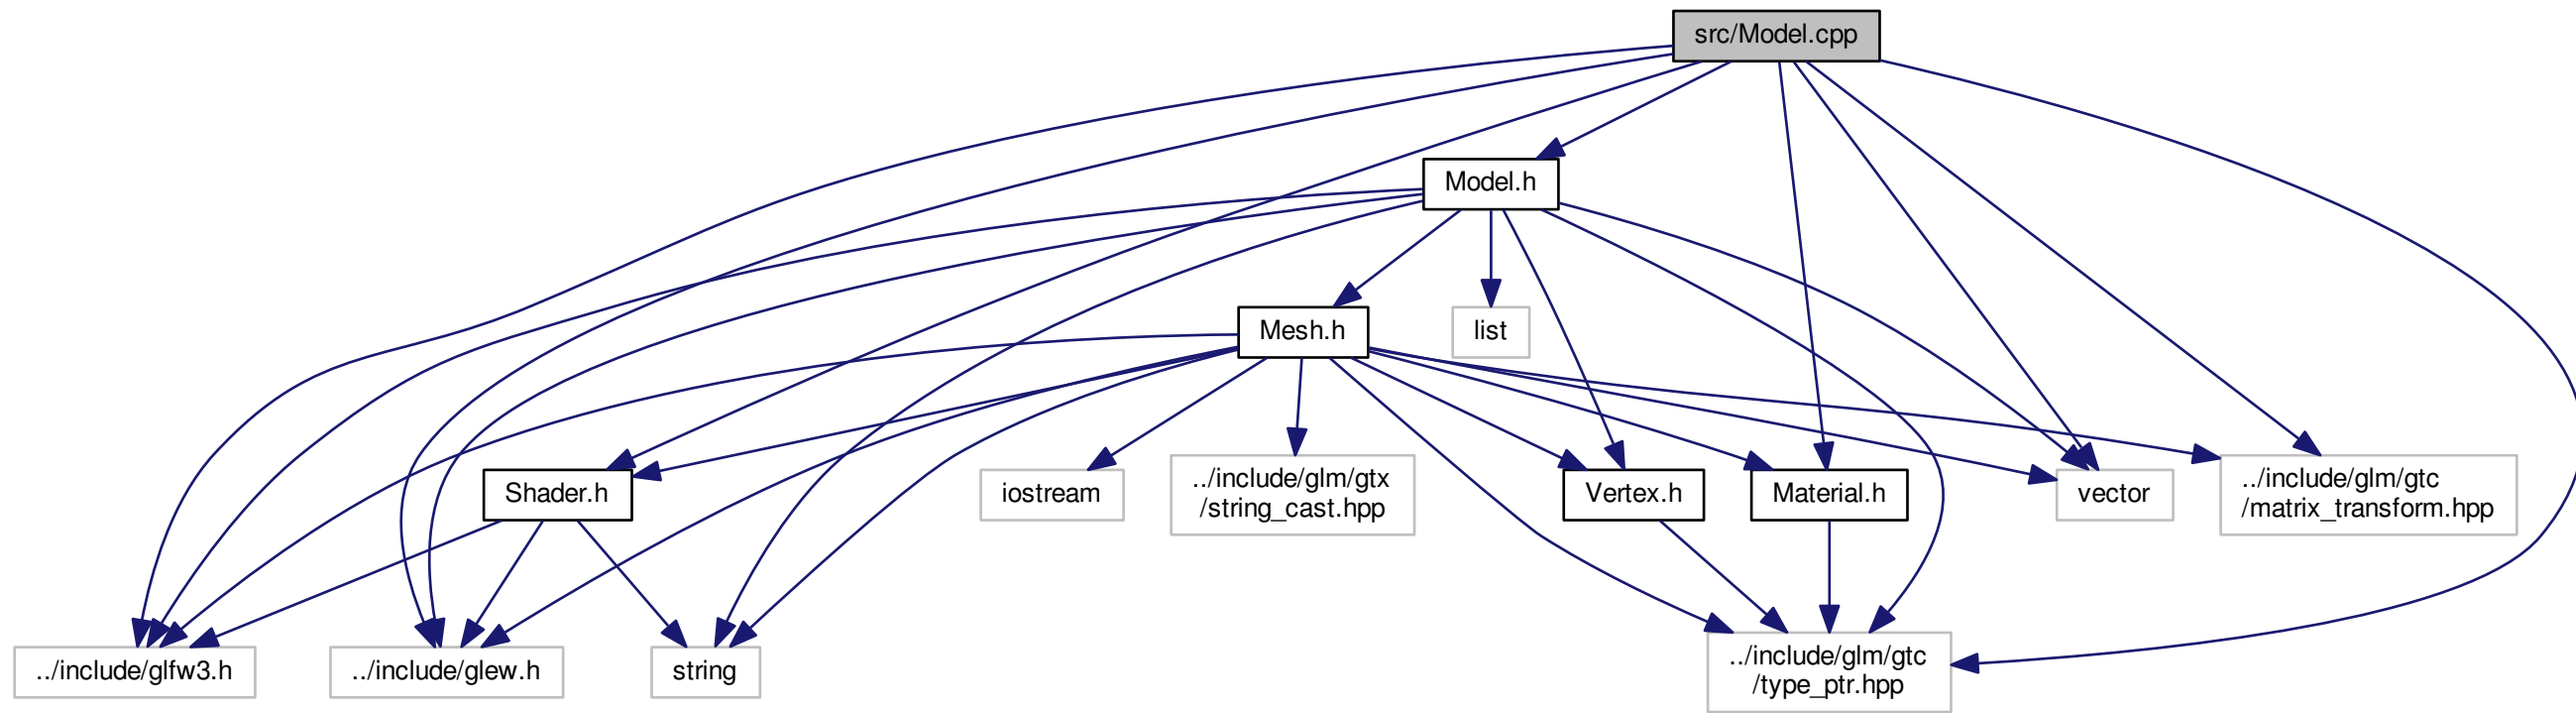 src/Model.cpp
Model.h
Mesh.h
list
Shader.h
iostream
../include/glm/gtx
/string_cast.hpp
Vertex.h
Material.h
vector
../include/glm/gtc
/matrix_transform.hpp
../include/glfw3.h
../include/glew.h
string
../include/glm/gtc
/type_ptr.hpp